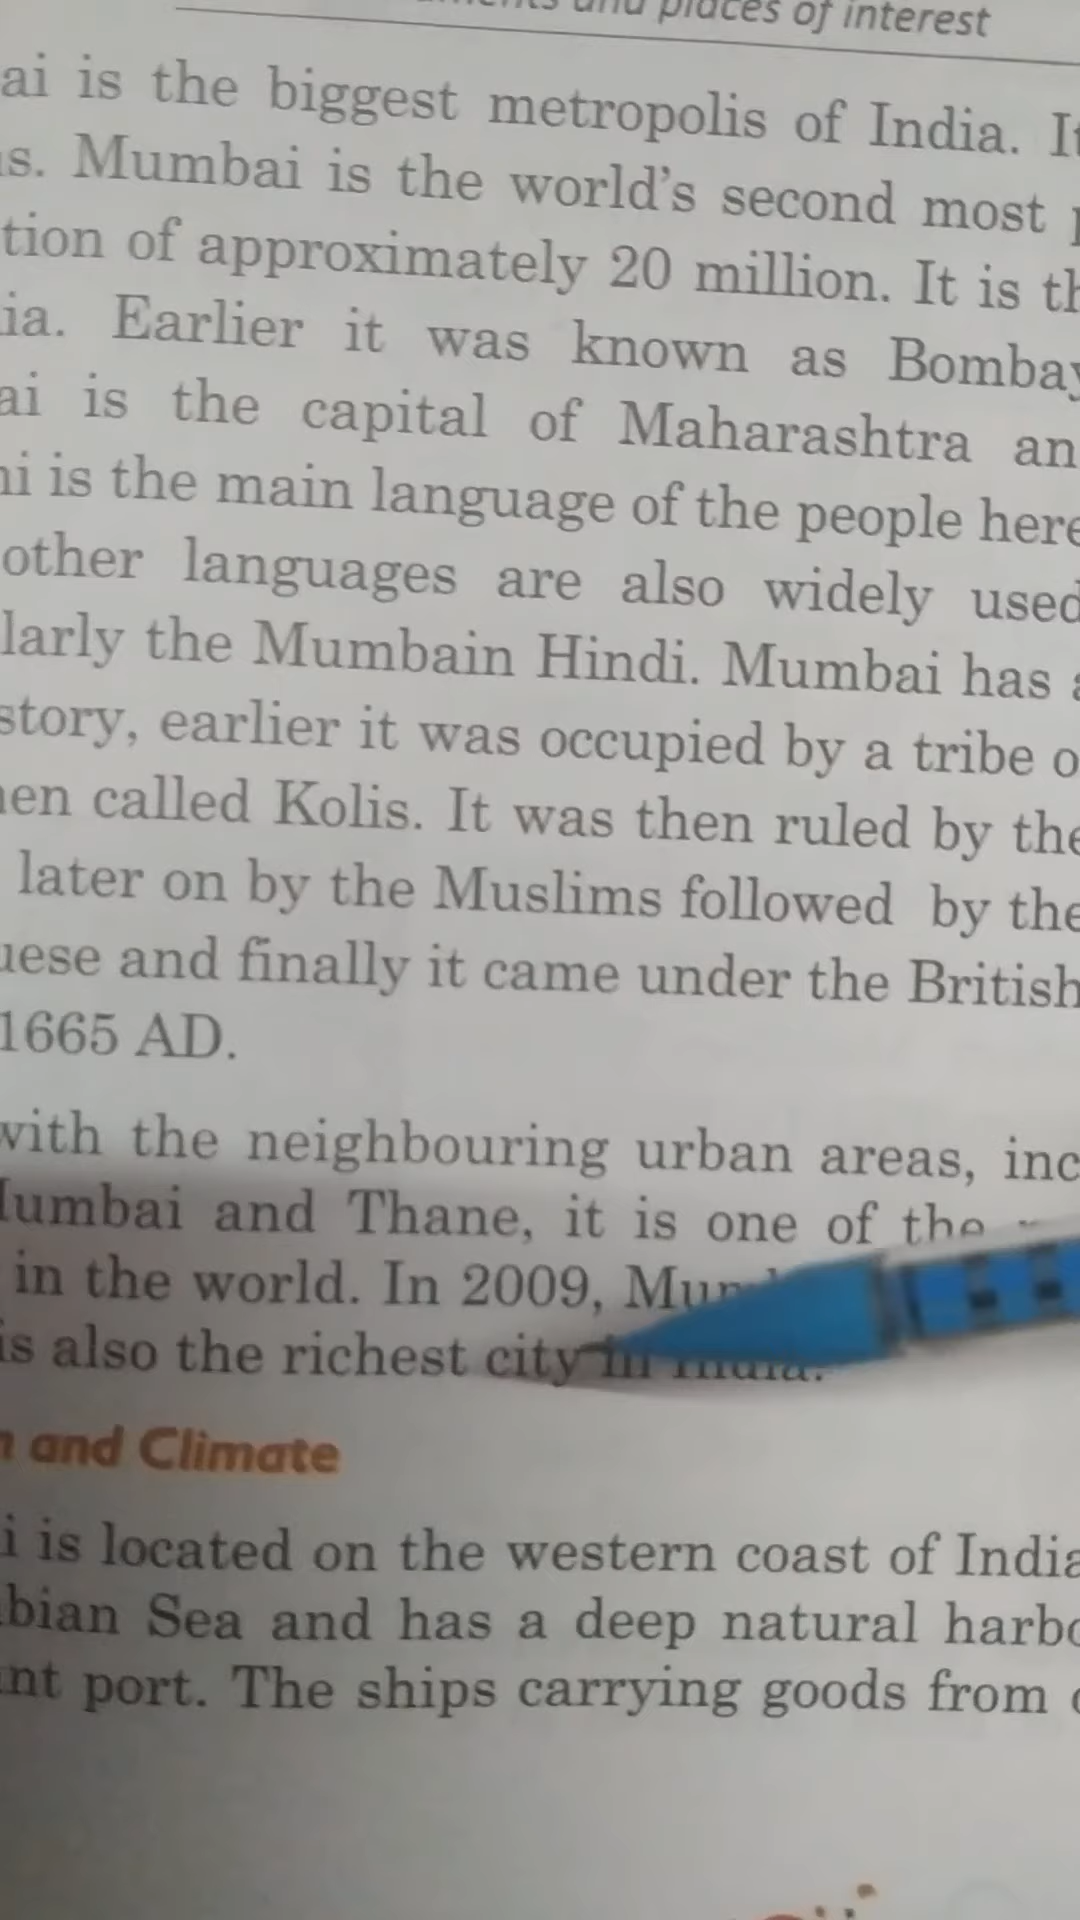 and places of interest
ai is the biggest metropolis of India. It
s. Mumbai is the world's second most
tion of approximately 20 million. It is th
ia. Earlier it was known as Bombay
ai is the capital of Maharashtra an
i is the main language of the people here
other languages are also widely used
larly the Mumbain Hindi. Mumbai has a
story, earlier it was occupied by a tribe o
en called Kolis. It was then ruled by the
later on by the Muslims followed by the
uese and finally it came under the British
1665 AD.
with the neighbouring urban areas, inc
umbai and Thane, it is one of the
in the world. In 2009,
is also the richest city in India.
and Climate
i is located on the western coast of India
bian Sea and has a deep natural harbo
nt port. The ships carrying goods from